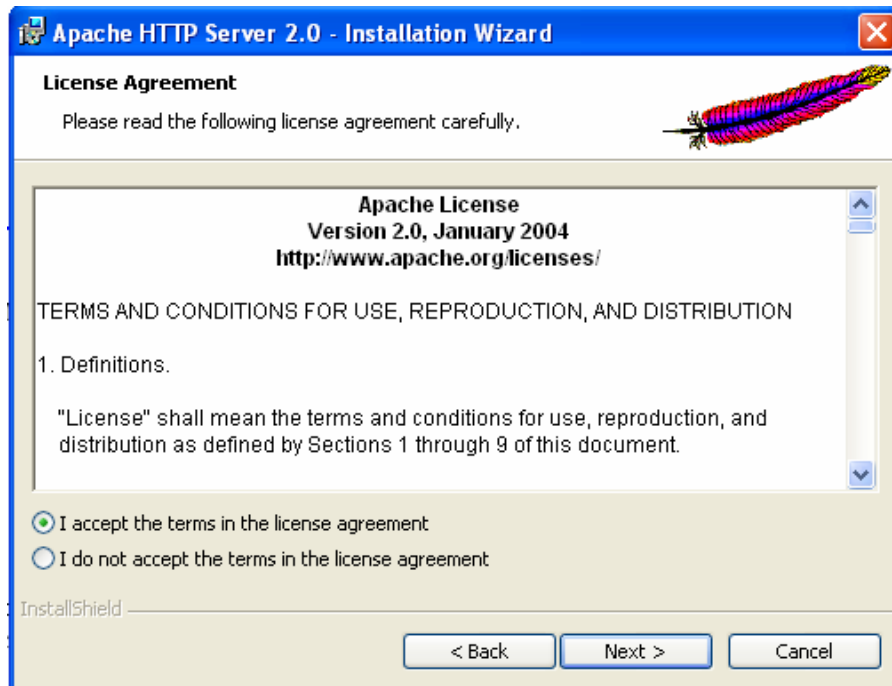 Apache HTTP Server 2.0 - Installation Wizard
License Agreement
Please read the following license agreement carefully.
Apache License
Version 2.0, January 2004
http://www.apache.org/licenses/
TERMS AND CONDITIONS FOR USE, REPRODUCTION, AND DISTRIBUTION
1. Definitions.
"License" shall mean the terms and conditions for use, reproduction, and
distribution as defined by Sections 1 through 9 of this document.
I accept the terms in the license agreement
I do not accept the terms in the license agreement
InstallShield
< Back
Next >
Cancel